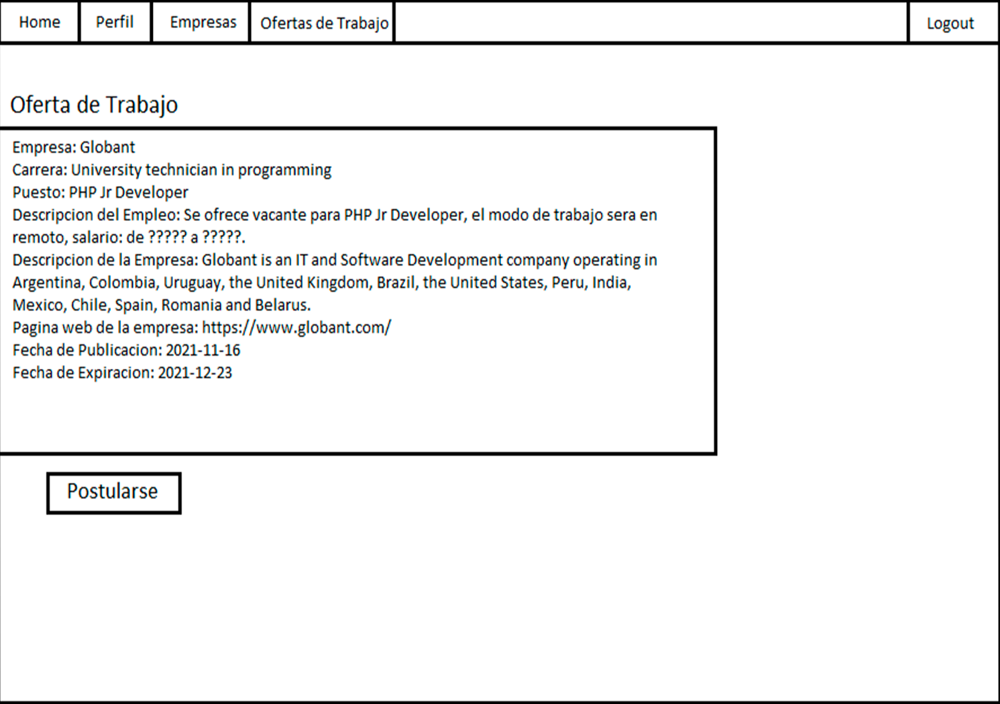 Home Perfil Empresas Ofertas de Trabajo Logout
Oferta de Trabajo
Empresa: Globant
Carrera: University technician in programming
Puesto: PHP Jr Developer
Descripcion del Empleo: Se ofrece vacante para PHP Jr Developer, el modo de trabajo sera en
remoto, salario: de ????? a ?????.
Descripcion de la Empresa: Globant is an IT and Software Development company operating in
Argentina, Colombia, Uruguay, the United Kingdom, Brazil, the United States, Peru, India,
Mexico, Chile, Spain, Romania and Belarus.
Pagina web de la empresa: https://www.globant.com/
Fecha de Publicacion: 2021-11-16
Fecha de Expiracion: 2021-12-23
Postularse